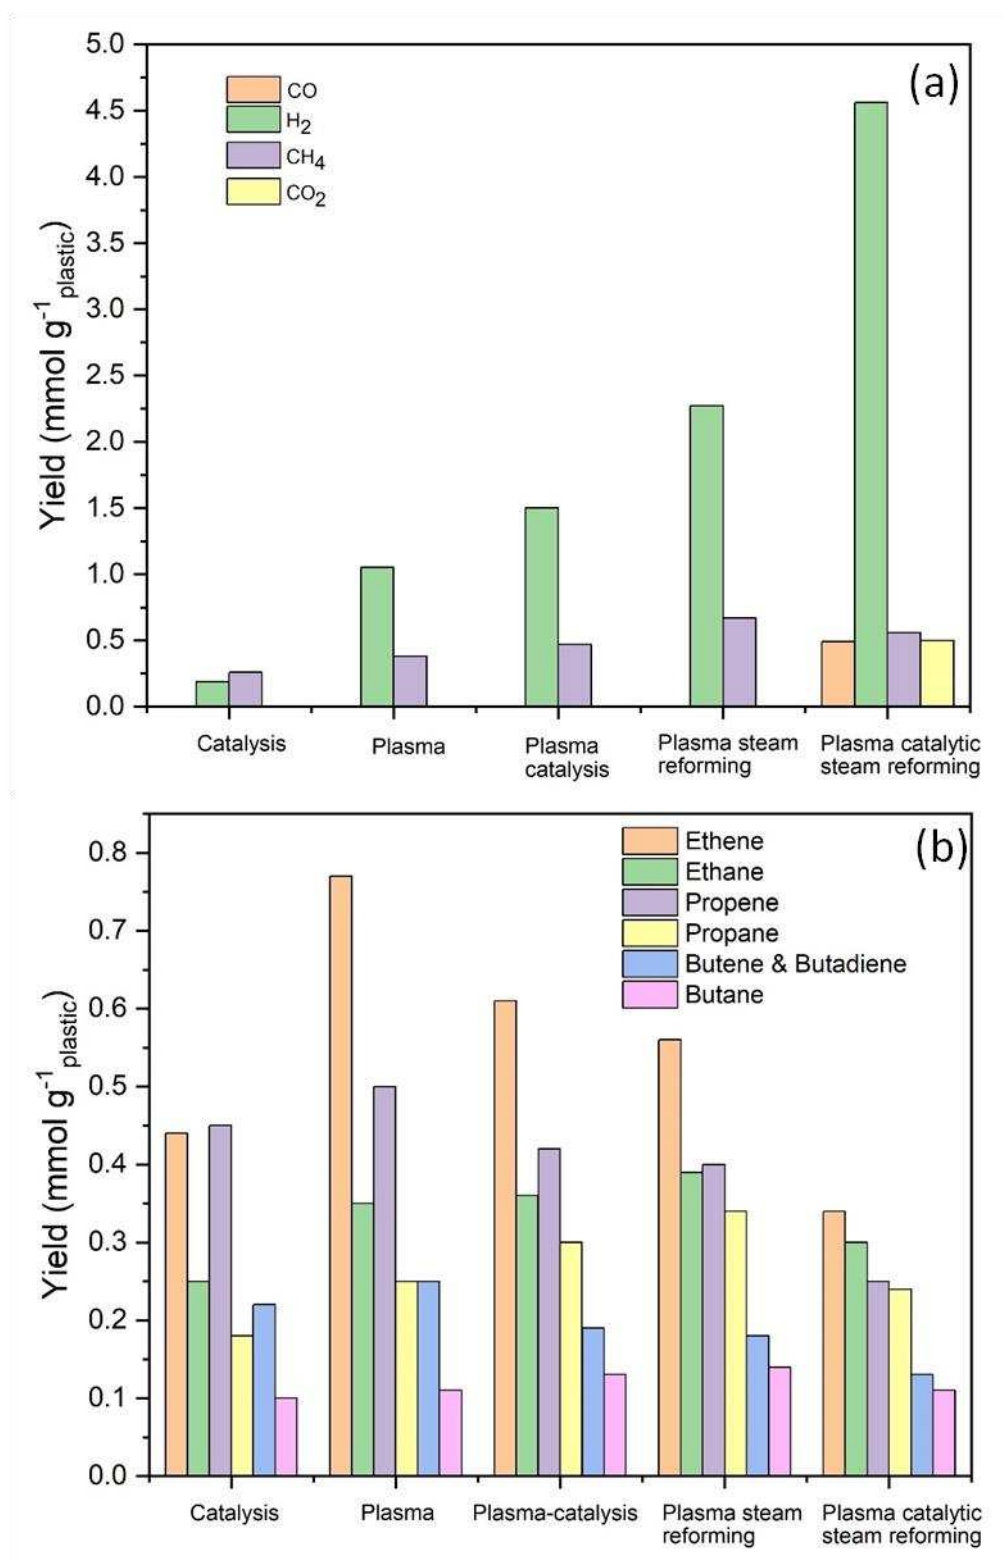 (a)
CO
H₂
CH₄
CO₂
Yield (mmol g⁻¹ plastic)
5.0
4.5
4.0
3.5
3.0
2.5
2.0
1.5
1.0
0.5
0.0
Catalysis
Plasma
Plasma
catalysis
Plasma steam
reforming
Plasma catalytic
steam reforming
(b)
Ethene
Ethane
Propene
Propane
Butene & Butadiene
Butane
Yield (mmol g⁻¹ plastic)
0.8
0.7
0.6
0.5
0.4
0.3
0.2
0.1
0.0
Catalysis
Plasma
Plasma-catalysis
Plasma steam
reforming
Plasma catalytic
steam reforming